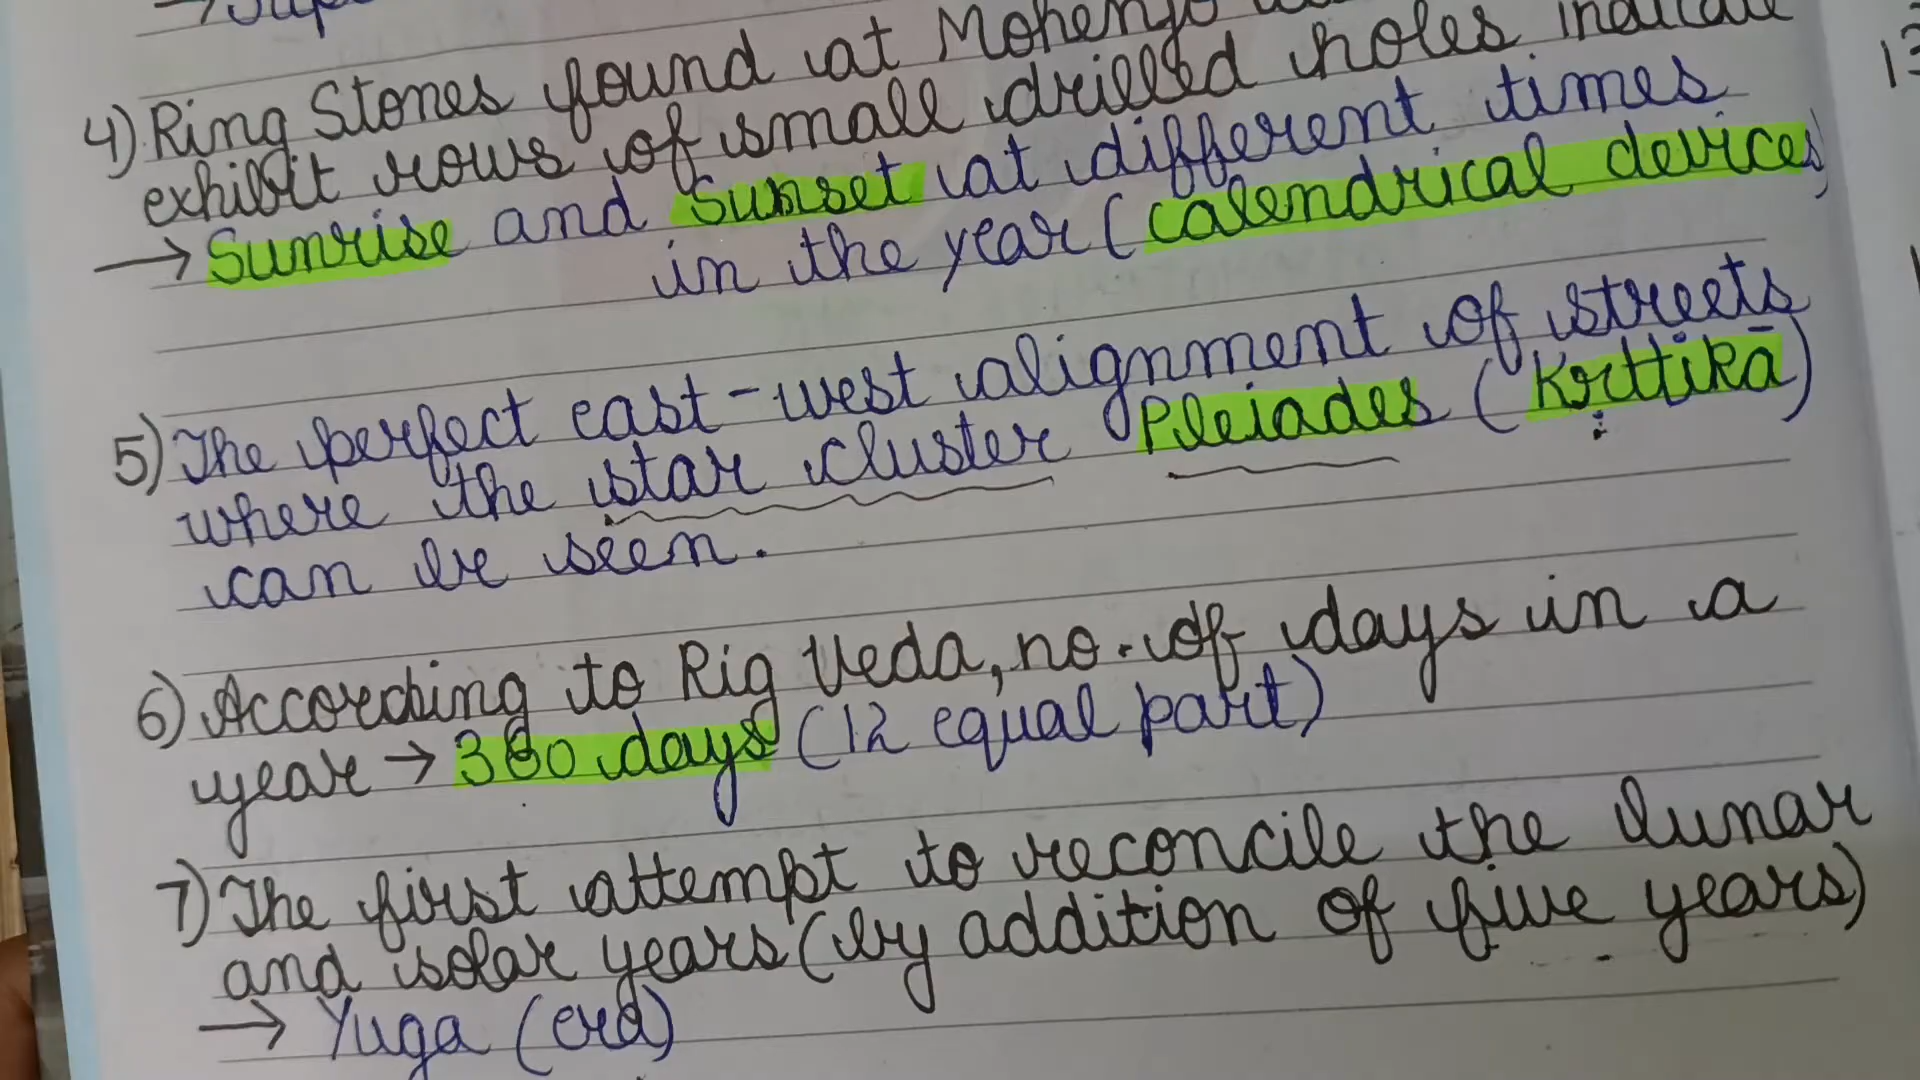 4) Ring Stones found at Mohenjo
exhibit rows of small drilled holes indicate
→ Sunrise and Sunset at different times
in the year (calendrical devices)
5) The perfect east-west alignment of streets
where the star cluster Pleiades (Kṛttikā)
can be seen.
6) According to Rig Veda, no. of days in a
year → 360 days (12 equal part)
7) The first attempt to reconcile the lunar
and solar years (by addition of five years)
→ Yuga (era)